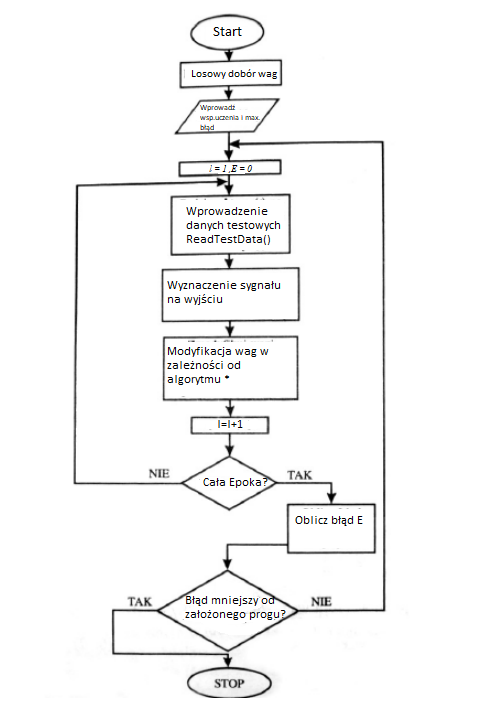 Start
Losowy dobór wag
Wprowadź
wsp.uczenia i max.
błąd
i = 1, E = 0
Wprowadzenie
danych testowych
ReadTestData()
Wyznaczenie sygnału
na wyjściu
Modyfikacja wag w
zależności od
algorytmu *
I=I+1
NIE
Cała Epoka?
TAK
Oblicz błąd E
TAK
Błąd mniejszy od
założonego progu?
NIE
STOP